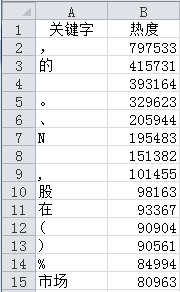 A B
1 关键字 热度
2 , 797533
3 的 415731
4 393164
5 。 329623
6 、 205944
7 N 195483
8 151382
9 , 101455
10 股 98163
11 在 93367
12 ( 90904
13 ) 90561
14 % 84994
15 市场 80963